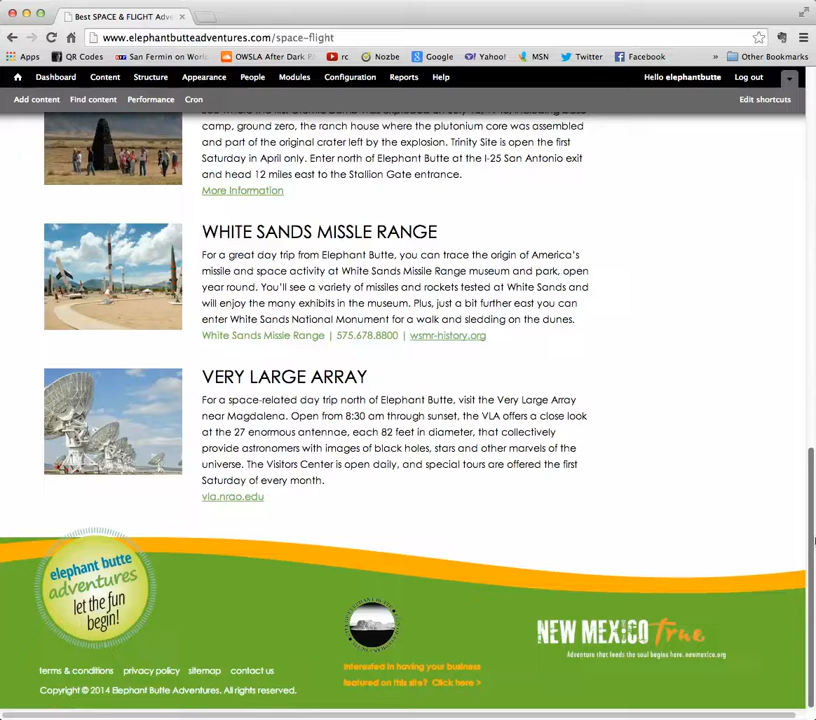 Best SPACE & FLIGHT Adv
www.elephantbutteadventures.com/space-flight
Apps QR Codes San Fermin in World OWSLA After Dark P rc Nozbe Google Yahoo! MSN Twitter Facebook » Other Bookmarks
Dashboard Content Structure Appearance People Modules Configuration Reports Help Hello elephantbutte Log out
Add content Find content Performance Cron Edit shortcuts
camp, ground zero, the ranch house where the plutonium core was assembled
and part of the original crater left by the explosion. Trinity Site is open the first
Saturday in April only. Enter north of Elephant Butte at the I-25 San Antonio exit
and head 12 miles east to the Stallion Gate entrance.
More Information
WHITE SANDS MISSLE RANGE
For a great day trip from Elephant Butte, you can trace the origin of America's
missile and space activity at White Sands Missile Range museum and park, open
year round. You'll see a variety of missiles and rockets tested at White Sands and
will enjoy the many exhibits in the museum. Plus, just a bit further east you can
enter White Sands National Monument for a walk and sledding on the dunes.
White Sands Missle Range | 575.678.8800 | wsmr-history.org
VERY LARGE ARRAY
For a space-related day trip north of Elephant Butte, visit the Very Large Array
near Magdalena. Open from 8:30 am through sunset, the VLA offers a close look
at the 27 enormous antennae, each 82 feet in diameter, that collectively
provide astronomers with images of black holes, stars and other marvels of the
universe. The Visitors Center is open daily, and special tours are offered the first
Saturday of every month.
vla.nrao.edu
elephant butte
adventures
let the fun
begin!
NEW MEXICO True
Adventure that feeds the soul begins here. newmexico.org
Interested in having your business
featured on this site? Click here >
terms & conditions privacy policy sitemap contact us
Copyright © 2014 Elephant Butte Adventures. All rights reserved.